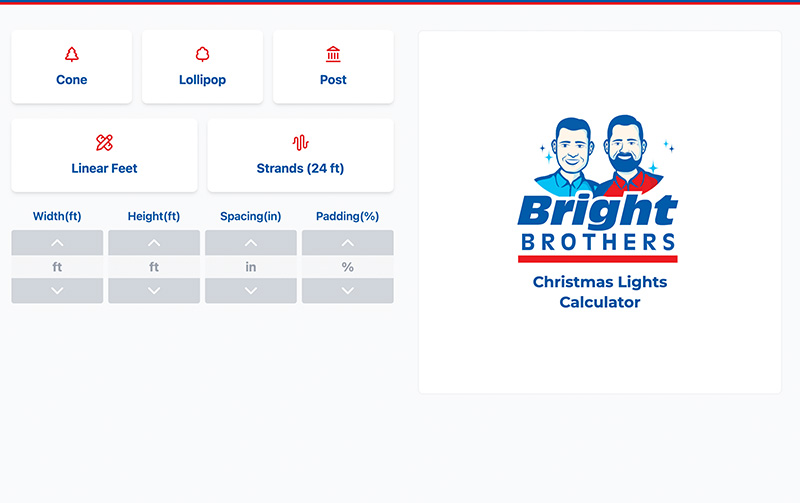 Cone
Lollipop
Post
Linear Feet
Strands (24 ft)
Width(ft)
Height(ft)
Spacing(in)
Padding(%)
ft
ft
in
%
Bright
BROTHERS
Christmas Lights
Calculator